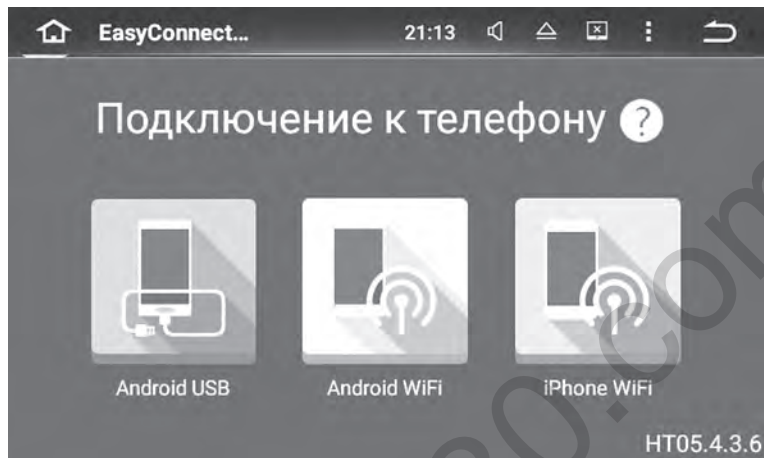 EasyConnect... 21:13
Подключение к телефону ?
Android USB Android WiFi iPhone WiFi
HT05.4.3.6